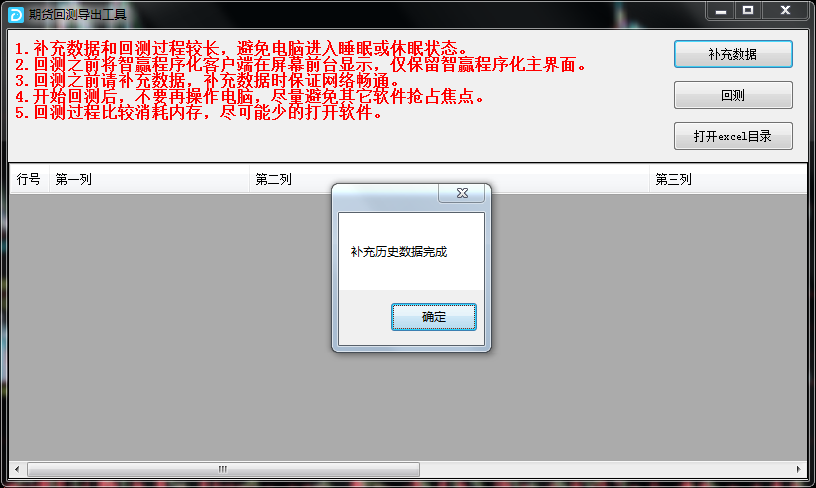 期货回测导出工具
1.补充数据和回测过程较长，避免电脑进入睡眠或休眠状态。
2.回测之前将智赢程序化客户端在屏幕前台显示，仅保留智赢程序化主界面。
3.回测之前请补充数据，补充数据时保证网络畅通。
4.开始回测后，不要再操作电脑，尽量避免其它软件抢占焦点。
5.回测过程比较消耗内存，尽可能少的打开软件。
补充数据
回测
打开excel目录
行号 第一列 第二列 第三列
补充历史数据完成
确定